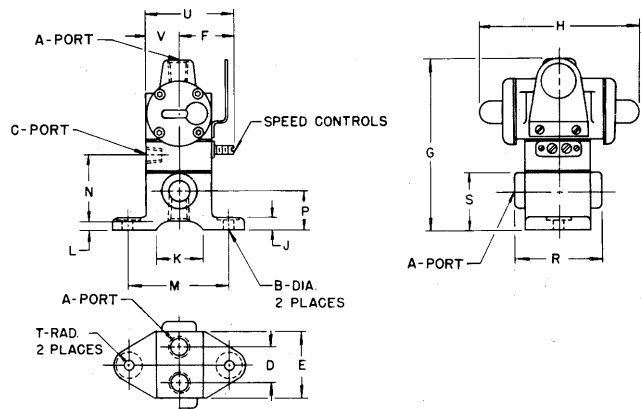 U
A-PORT
V
F
H
C-PORT
SPEED CONTROLS
G
N
P
S
L
K
J
M
B-DIA.
2 PLACES
A-PORT
R
A-PORT
T-RAD.
2 PLACES
D
E